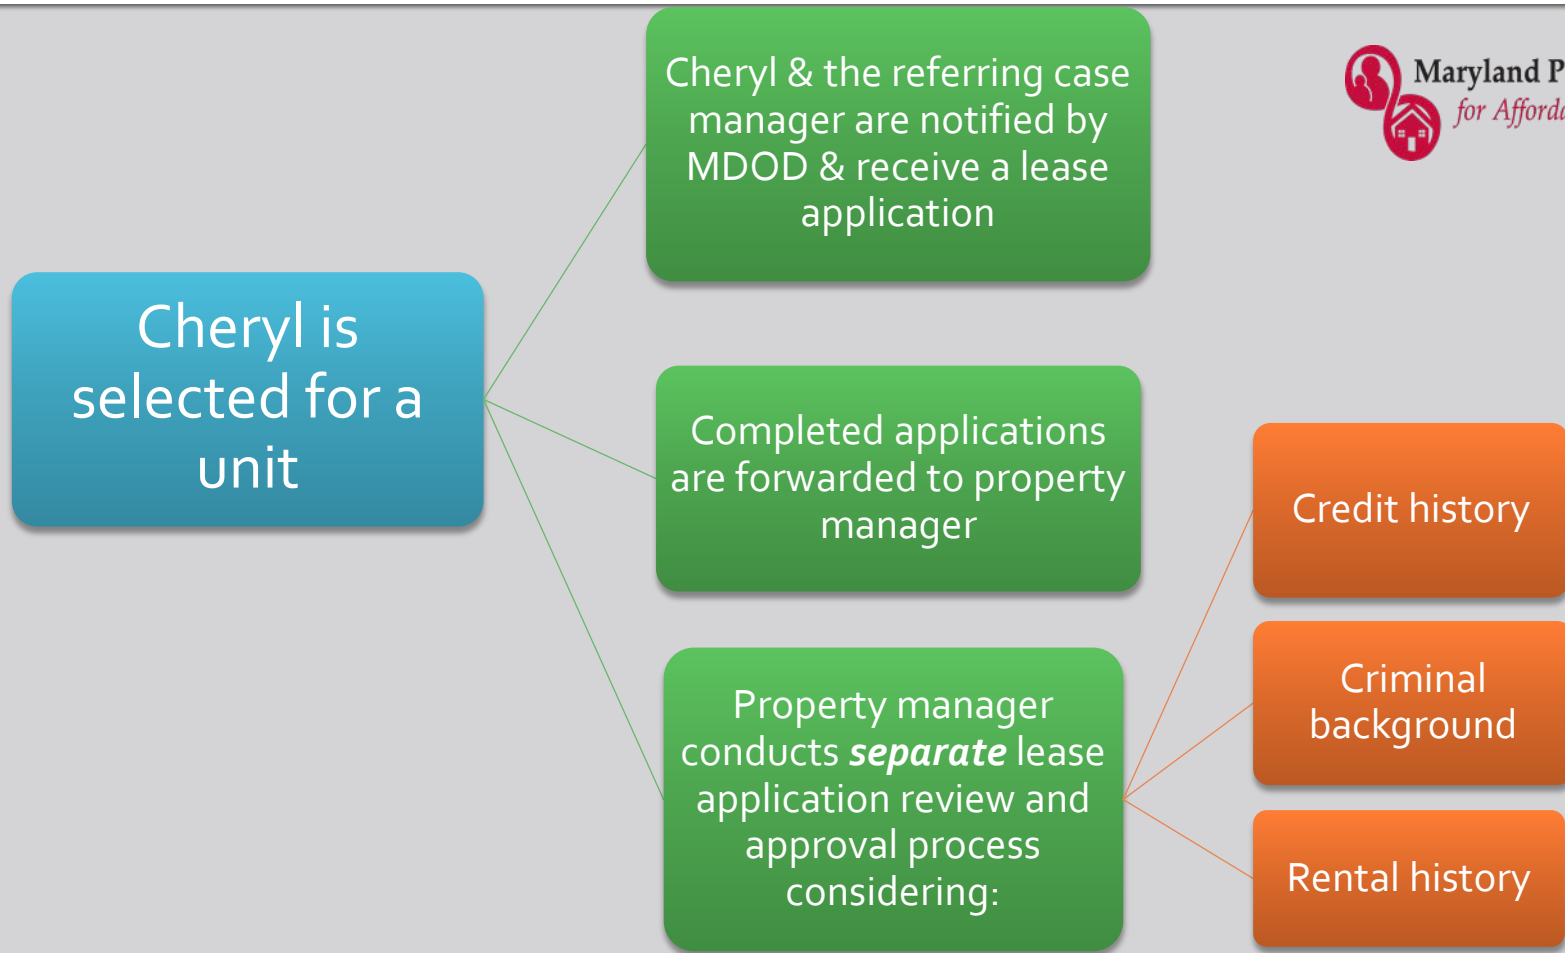 Cheryl is
selected for a
unit
Cheryl & the referring case
manager are notified by
MDOD & receive a lease
application
Completed applications
are forwarded to property
manager
Property manager
conducts separate lease
application review and
approval process
considering:
Credit history
Criminal
background
Rental history
Maryland P
for Afforda